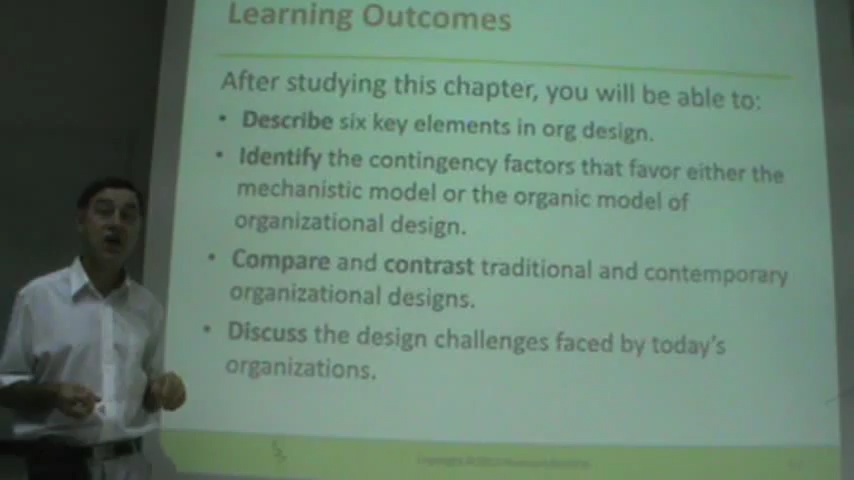 Learning Outcomes
After studying this chapter, you will be able to:
• Describe six key elements in org design.
• Identify the contingency factors that favor either the
mechanistic model or the organic model of
organizational design.
• Compare and contrast traditional and contemporary
organizational designs.
• Discuss the design challenges faced by today's
organizations.